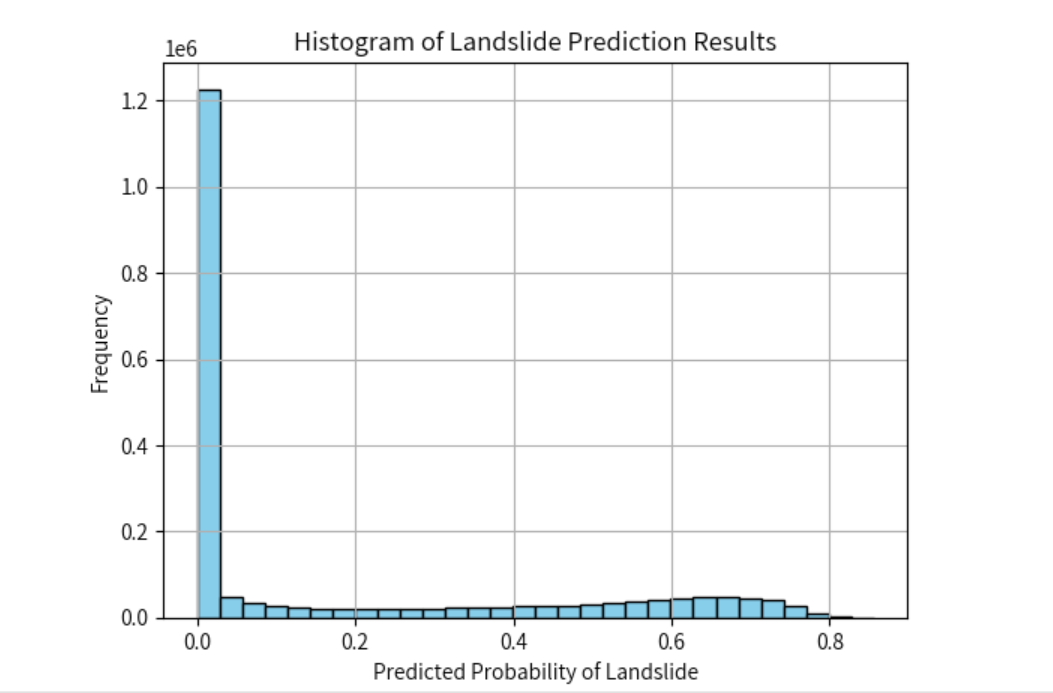 Histogram of Landslide Prediction Results
1e6
1.2
1.0
0.8
0.6
0.4
0.2
0.0
Frequency
0.0 0.2 0.4 0.6 0.8
Predicted Probability of Landslide